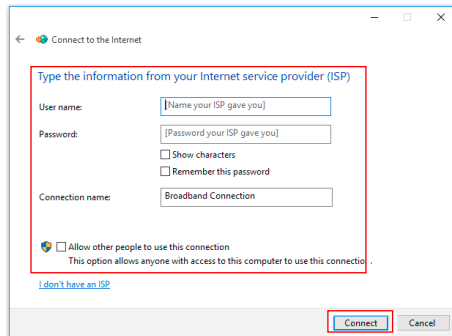 Connect to the Internet
Type the information from your Internet service provider (ISP)
User name:
[Name your ISP gave you]
Password:
[Password your ISP gave you]
Show characters
Remember this password
Connection name:
Broadband Connection
Allow other people to use this connection
This option allows anyone with access to this computer to use this connection.
I don't have an ISP
Connect Cancel